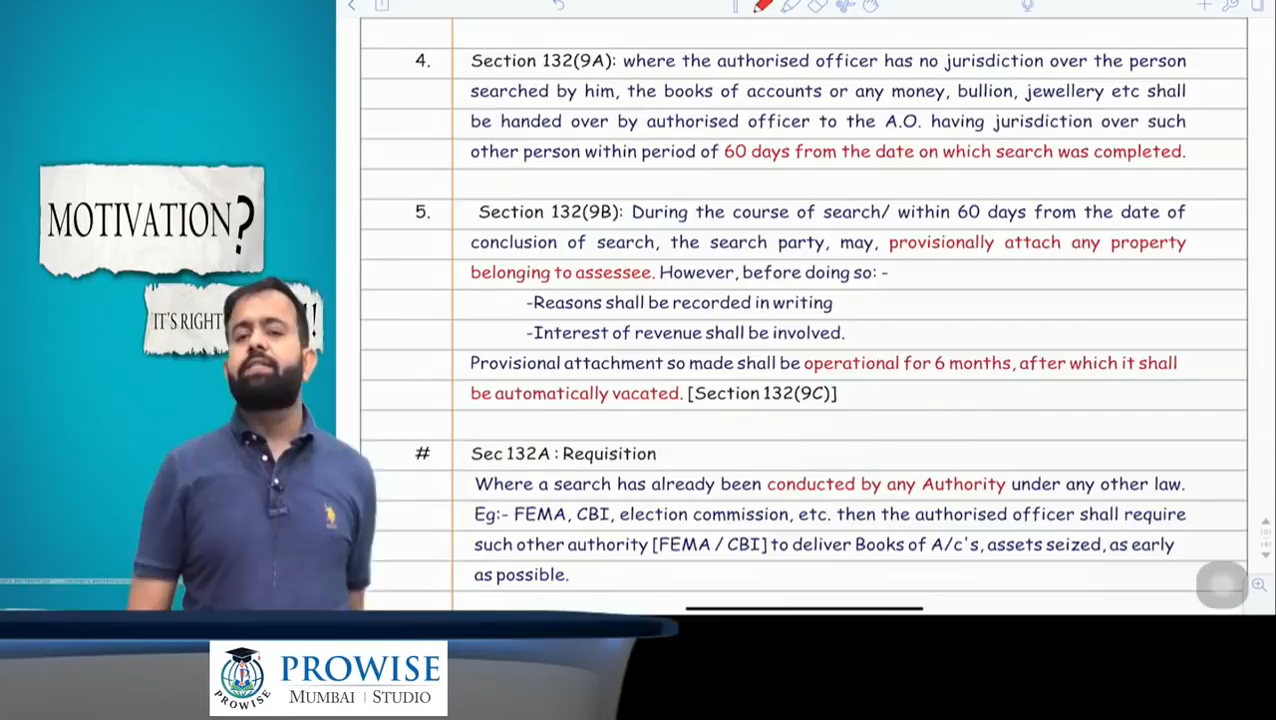 MOTIVATION?
IT'S RIGHT
!
4. Section 132(9A): where the authorised officer has no jurisdiction over the person
searched by him, the books of accounts or any money, bullion, jewellery etc shall
be handed over by authorised officer to the A.O. having jurisdiction over such
other person within period of 60 days from the date on which search was completed.
5. Section 132(9B): During the course of search/ within 60 days from the date of
conclusion of search, the search party, may, provisionally attach any property
belonging to assessee. However, before doing so: -
-Reasons shall be recorded in writing
-Interest of revenue shall be involved.
Provisional attachment so made shall be operational for 6 months, after which it shall
be automatically vacated. [Section 132(9C)]
# Sec 132A : Requisition
Where a search has already been conducted by any Authority under any other law.
Eg:- FEMA, CBI, election commission, etc. then the authorised officer shall require
such other authority [FEMA / CBI] to deliver Books of A/c's, assets seized, as early
as possible.
PROWISE
PROWISE
MUMBAI | STUDIO